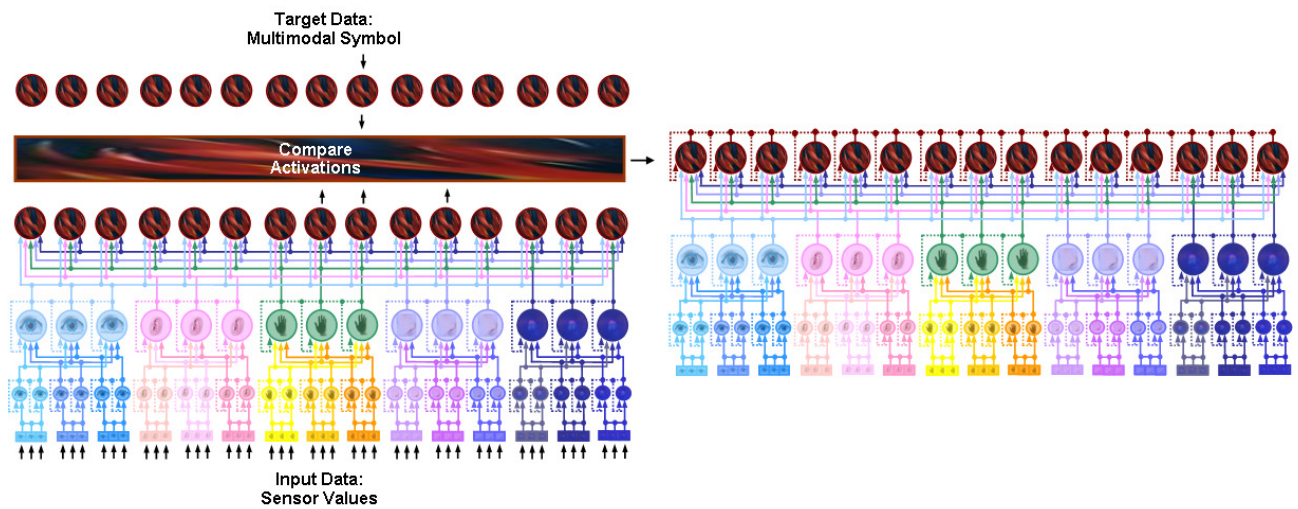 Target Data:
Multimodal Symbol
Compare
Activations
Input Data:
Sensor Values